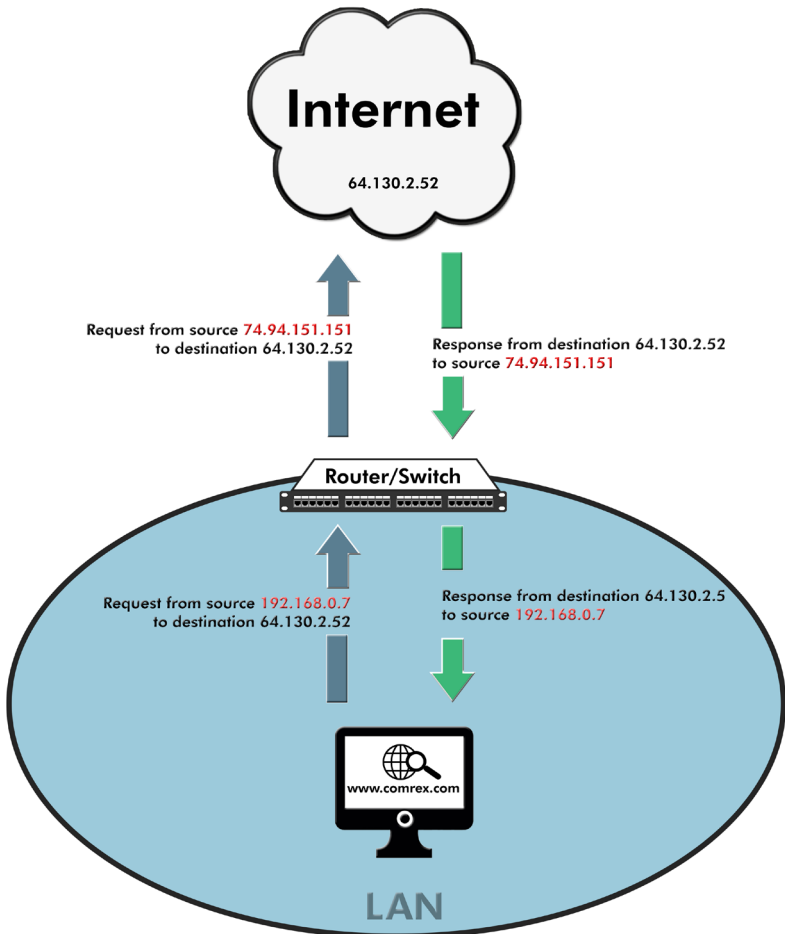 Internet
64.130.2.52
Request from source 74.94.151.151
to destination 64.130.2.52
Response from destination 64.130.2.52
to source 74.94.151.151
Router/Switch
Request from source 192.168.0.7
to destination 64.130.2.52
Response from destination 64.130.2.5
to source 192.168.0.7
www.comrex.com
LAN